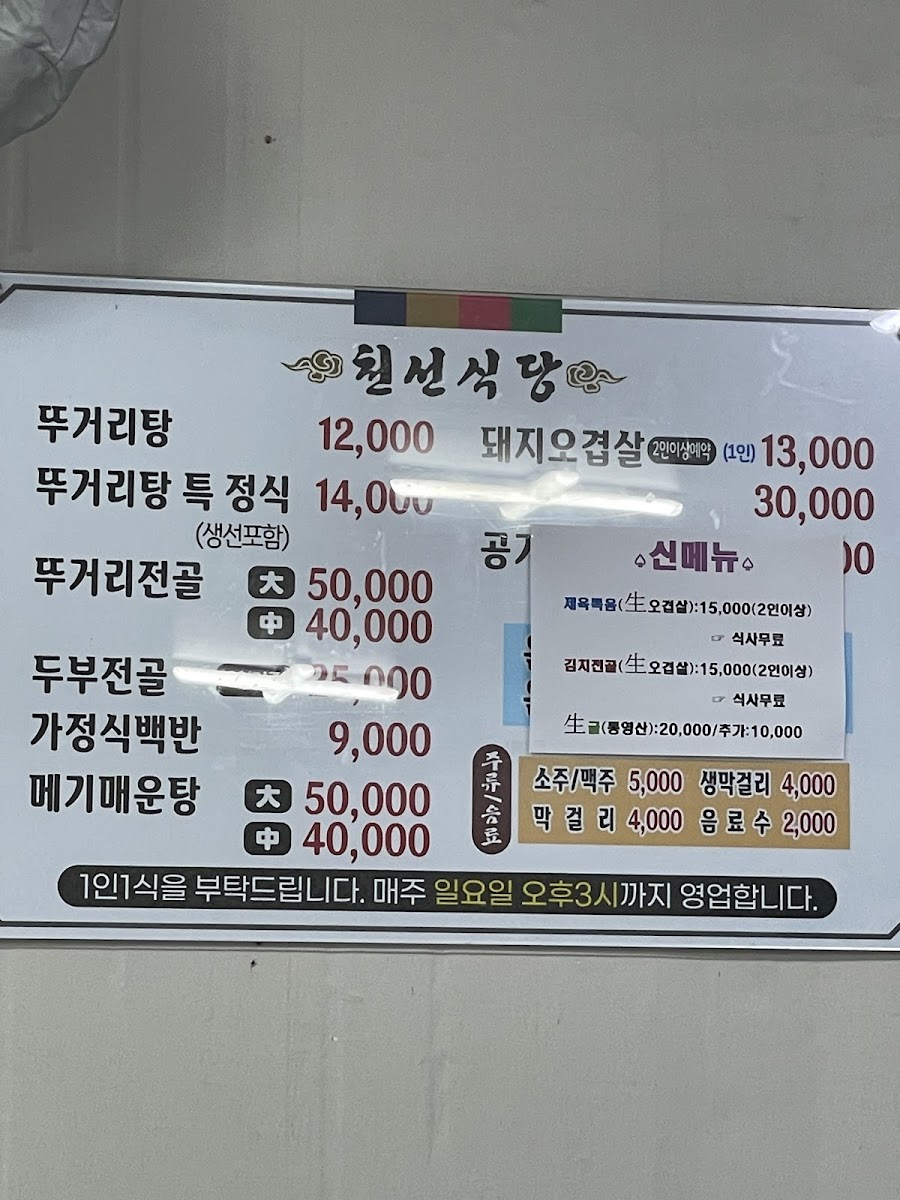 천선식당
뚜거리탕 12,000
뚜거리탕 특 정식 14,000
(생선포함)
뚜거리전골 大 50,000
中 40,000
두부전골
가정식백반 9,000
메기매운탕 大 50,000
中 40,000
돼지오겹살 2인이상예약 (1인) 13,000
30,000
공
신메뉴
제육볶음(生오겹살):15,000(2인이상)
☞ 식사무료
김치전골(生오겹살):15,000(2인이상)
☞ 식사무료
生굴(통영산):20,000/추가:10,000
주류/음료
소주/맥주 5,000 생막걸리 4,000
막걸리 4,000 음료수 2,000
1인1식을 부탁드립니다. 매주 일요일 오후3시까지 영업합니다.